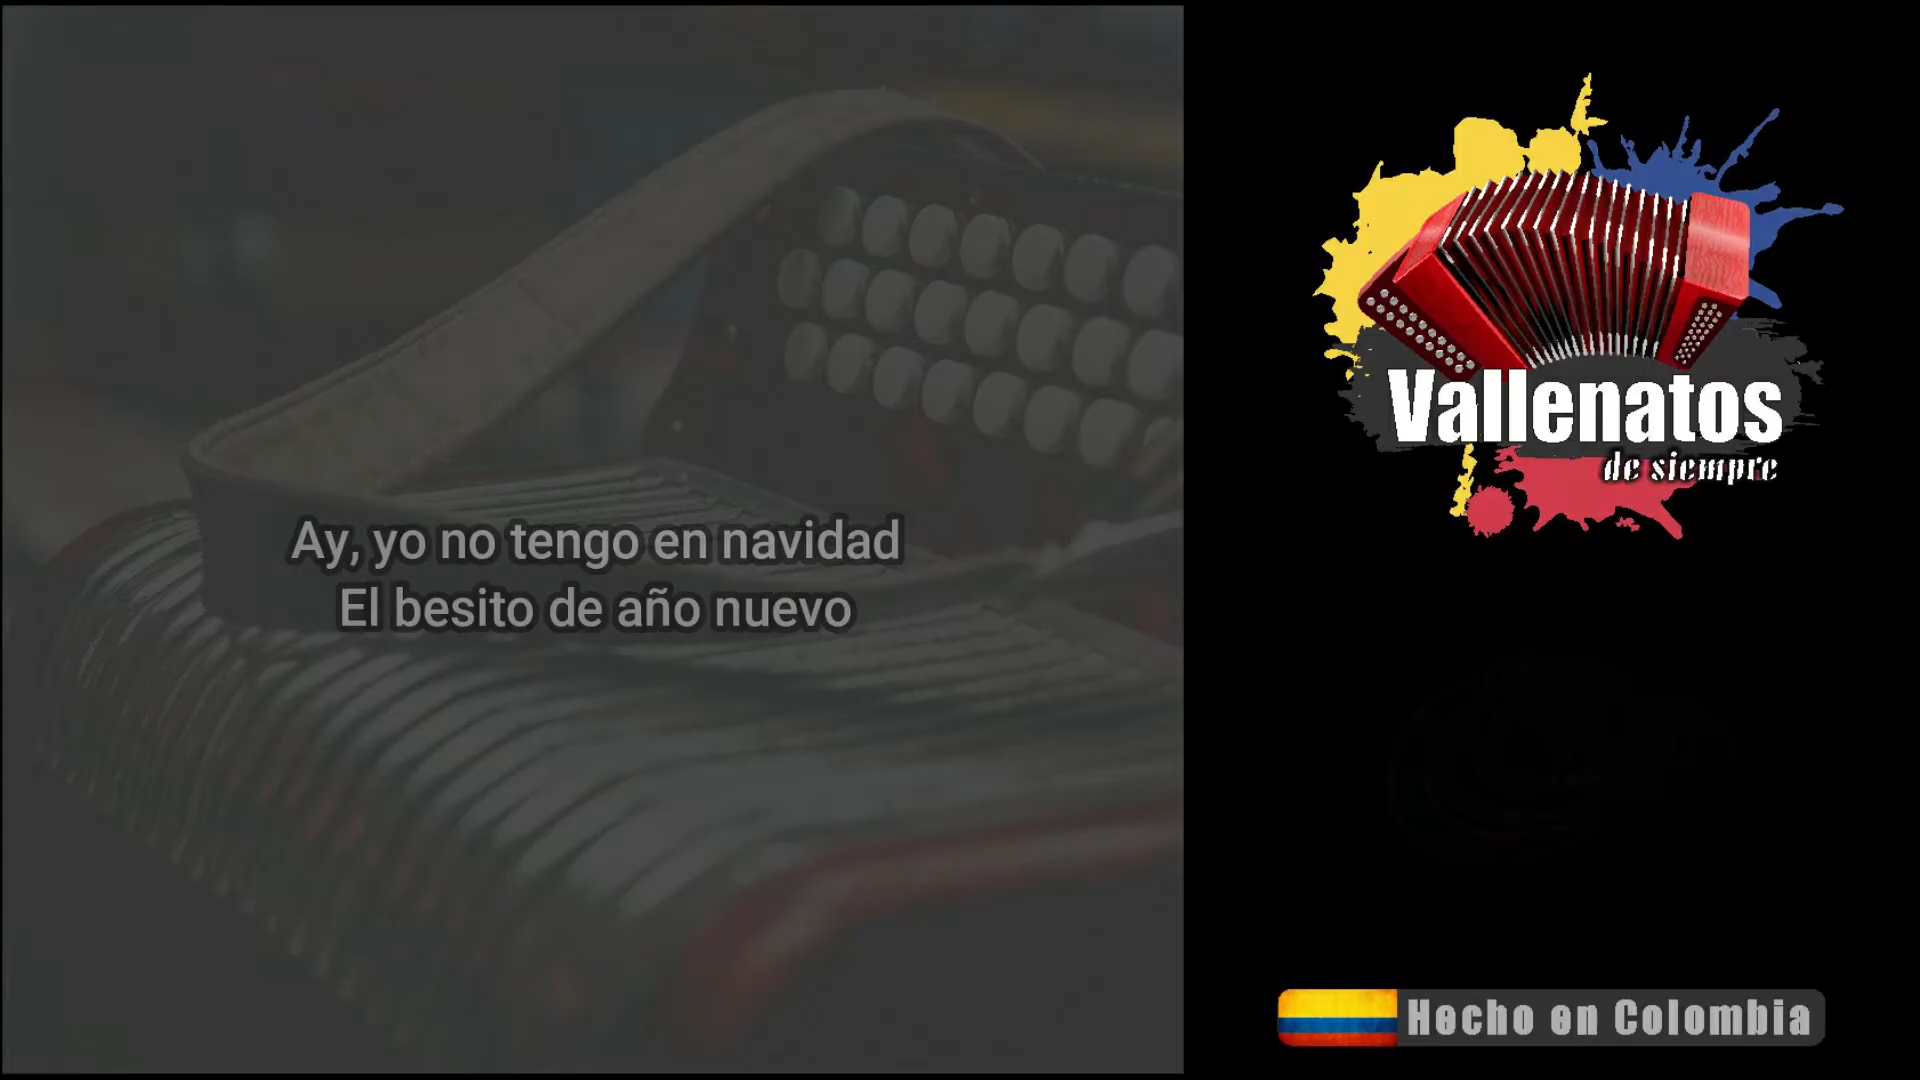 Ay, yo no tengo en navidad
El besito de año nuevo
Vallenatos
de siempre
Hecho en Colombia